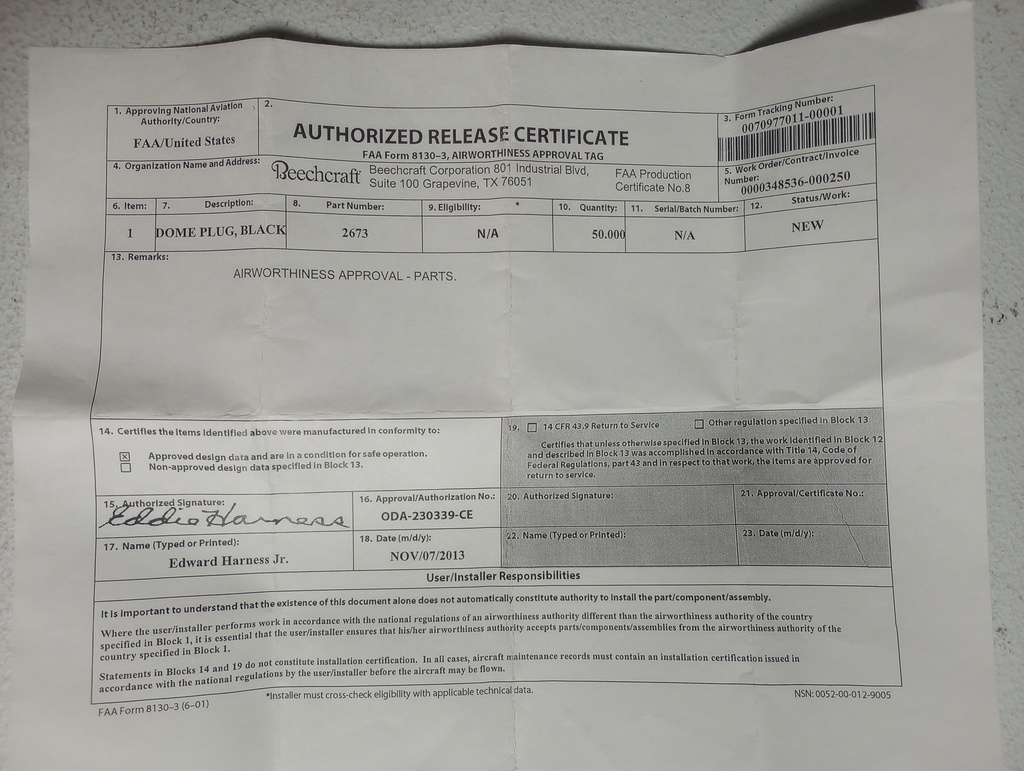 1. Approving National Aviation
Authority/Country:
FAA/United States
2.
AUTHORIZED RELEASE CERTIFICATE
FAA Form 8130–3, AIRWORTHINESS APPROVAL TAG
3. Form Tracking Number:
0070977011-00001
4. Organization Name and Address:
Beechcraft
Beechcraft Corporation 801 Industrial Blvd,
Suite 100 Grapevine, TX 76051
FAA Production
Certificate No.8
5. Work Order/Contract/Invoice
Number:
0000348536-000250
6. Item: 7. Description: 8. Part Number: 9. Eligibility: * 10. Quantity: 11. Serial/Batch Number: 12. Status/Work:
1 DOME PLUG, BLACK 2673 N/A 50.000 N/A NEW
13. Remarks:
AIRWORTHINESS APPROVAL - PARTS.
14. Certifies the items identified above were manufactured in conformity to:
Approved design data and are in a condition for safe operation.
Non-approved design data specified in Block 13.
19. 14 CFR 43.9 Return to Service Other regulation specified in Block 13
Certifies that unless otherwise specified in Block 13, the work identified in Block 12
and described in Block 13 was accomplished in accordance with Title 14, Code of
Federal Regulations, part 43 and in respect to that work, the items are approved for
return to service.
15. Authorized Signature:
Eddie Harness
16. Approval/Authorization No.:
ODA-230339-CE
20. Authorized Signature:
21. Approval/Certificate No.:
17. Name (Typed or Printed):
Edward Harness Jr.
18. Date (m/d/y):
NOV/07/2013
22. Name (Typed or Printed):
23. Date (m/d/y):
User/Installer Responsibilities
It is important to understand that the existence of this document alone does not automatically constitute authority to install the part/component/assembly.
Where the user/installer performs work in accordance with the national regulations of an airworthiness authority different than the airworthiness authority of the country
specified in Block 1, it is essential that the user/installer ensures that his/her airworthiness authority accepts parts/components/assemblies from the airworthiness authority of the
country specified in Block 1.
Statements in Blocks 14 and 19 do not constitute installation certification. In all cases, aircraft maintenance records must contain an installation certification issued in
accordance with the national regulations by the user/installer before the aircraft may be flown.
FAA Form 8130–3 (6–01)
*Installer must cross-check eligibility with applicable technical data.
NSN: 0052-00-012-9005